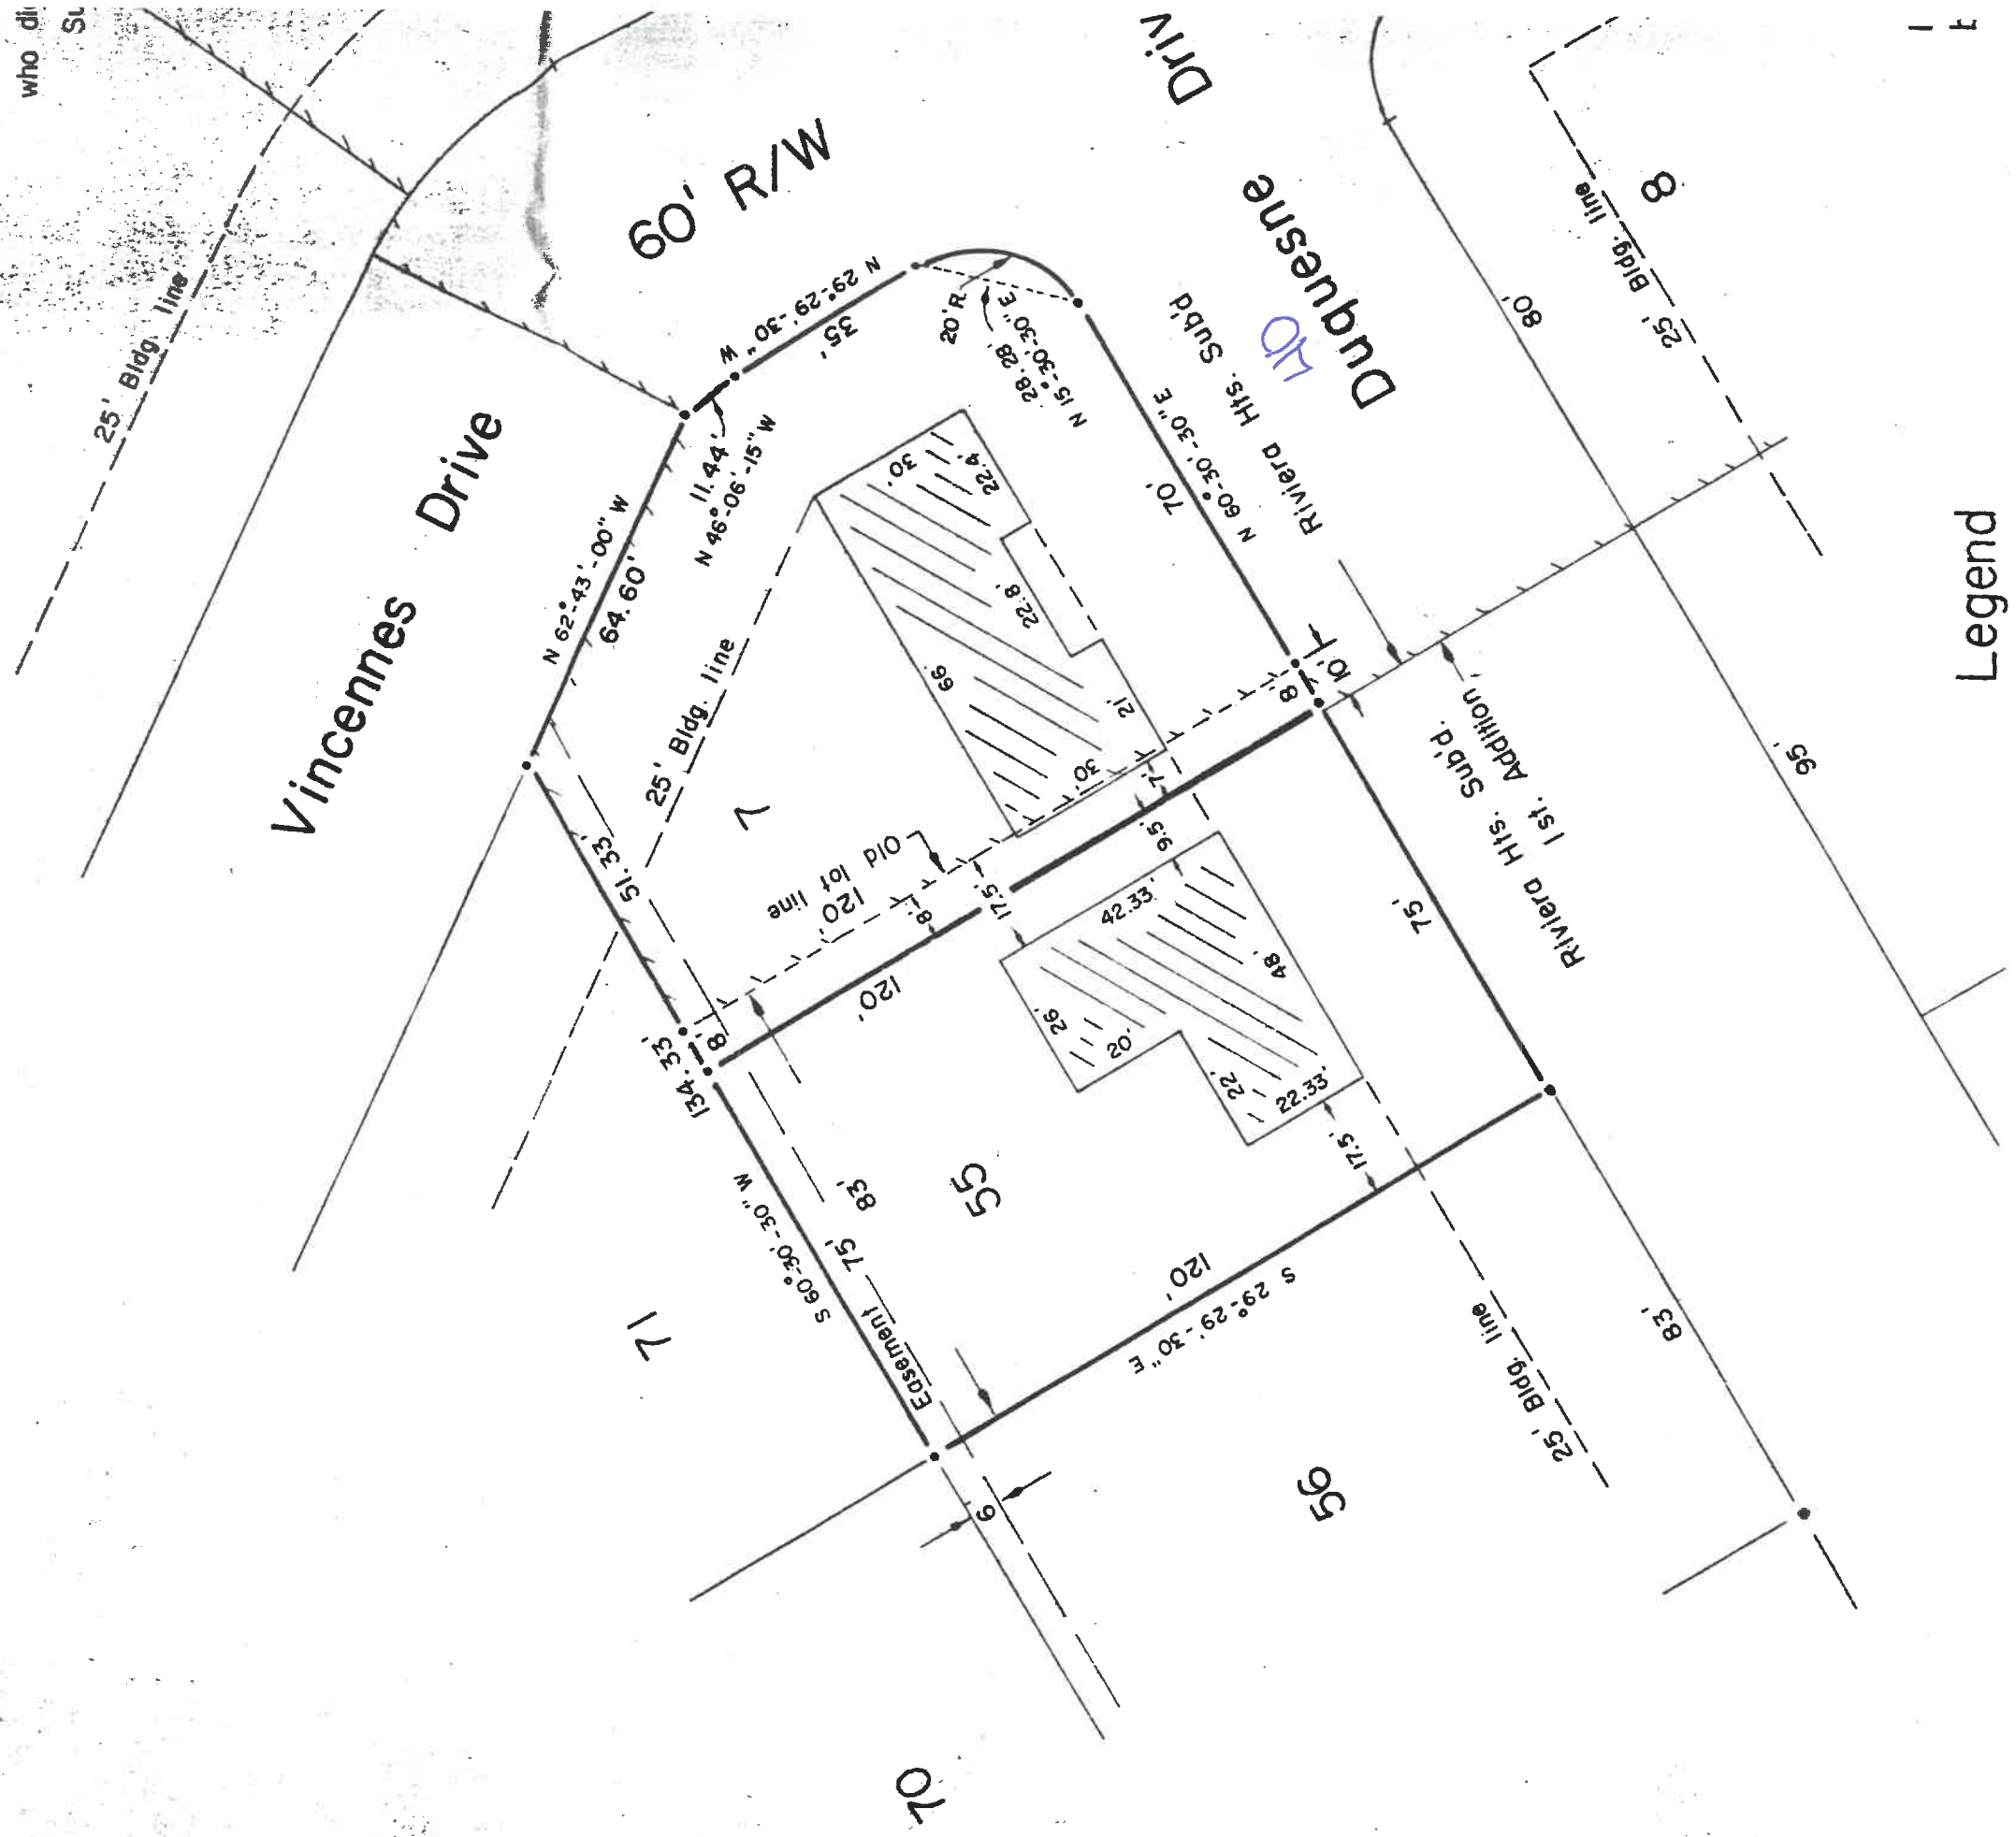 who
25' Bldg. line
Vincennes Drive
60' R/W
Driv
Duquesne
40
Riviera Hts. Sub'd
N 29°-29'-30" W
35'
20' R
28.28'
N 15°-30'-30" E
11.44'
N 46°-06'-15" W
N 62°-43'-00" W
64.60'
70'
N 60°-30'-30" E
80'
25' Bldg. line
8
30'
22.4'
22.8'
66'
21'
30'
25' Bldg. line
7
51.33'
Old lot line
120'
8'
17.5'
7'
9.5'
8'
10'
Riviera Hts. Sub'd.
1st. Addition
95'
Legend
134.33'
8'
120'
42.33'
48'
26'
20'
22'
22.33'
17.5'
75'
S 60°-30'-30" W
83'
75'
Easement
55
71
120'
S 29°-29'-30" E
25' Bldg. line
83'
6'
56
70